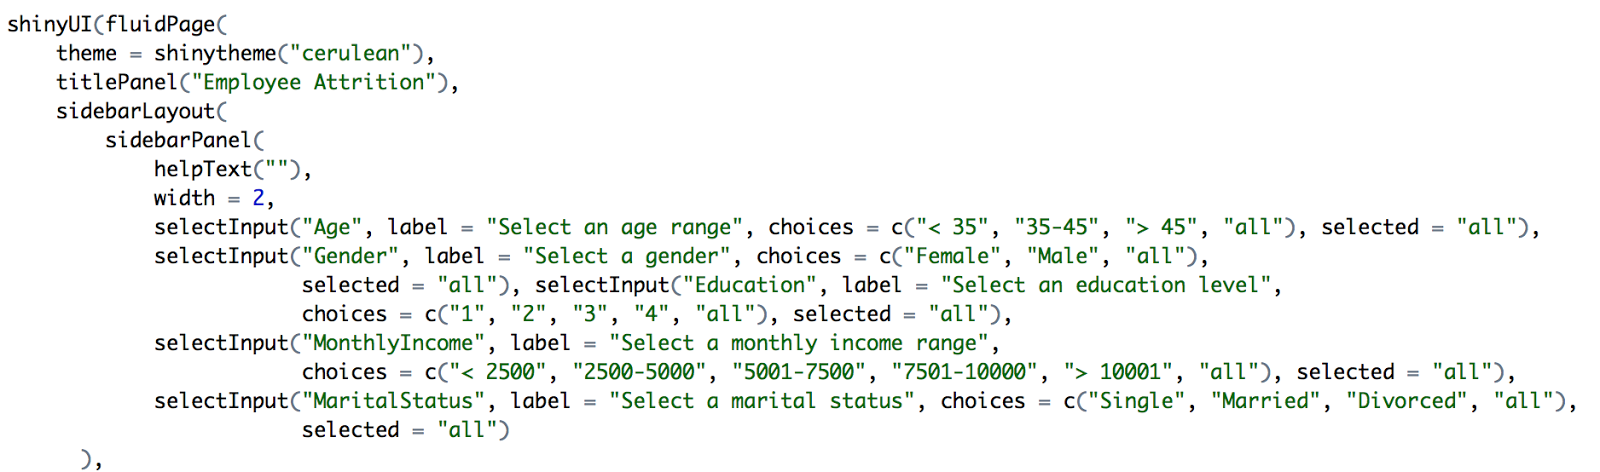 shinyUI(fluidPage(
    theme = shinytheme("cerulean"),
    titlePanel("Employee Attrition"),
    sidebarLayout(
        sidebarPanel(
            helpText(""),
            width = 2,
            selectInput("Age", label = "Select an age range", choices = c("< 35", "35-45", "> 45", "all"), selected = "all"),
            selectInput("Gender", label = "Select a gender", choices = c("Female", "Male", "all"),
                        selected = "all"), selectInput("Education", label = "Select an education level",
                        choices = c("1", "2", "3", "4", "all"), selected = "all"),
            selectInput("MonthlyIncome", label = "Select a monthly income range",
                        choices = c("< 2500", "2500-5000", "5001-7500", "7501-10000", "> 10001", "all"), selected = "all"),
            selectInput("MaritalStatus", label = "Select a marital status", choices = c("Single", "Married", "Divorced", "all"),
                        selected = "all")
      ),